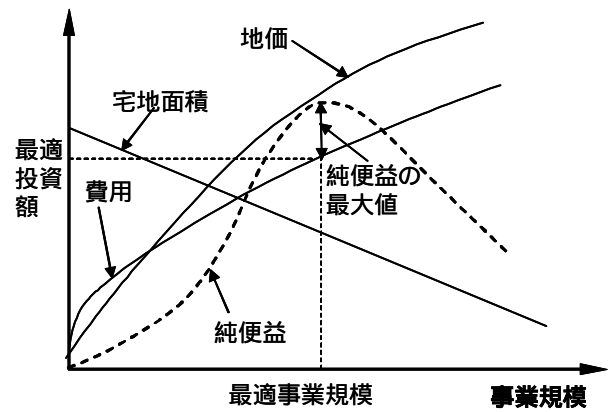 地価
宅地面積
最適
投資
額
費用
純便益の
最大値
純便益
最適事業規模
事業規模